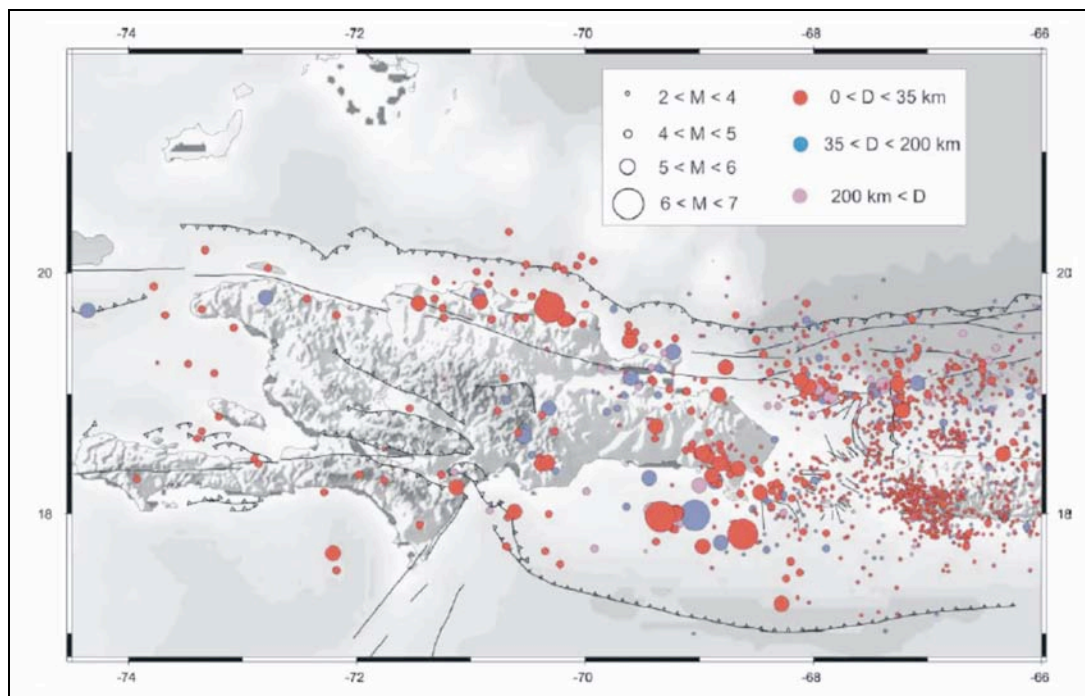 -74 -72 -70 -68 -66
2 < M < 4 0 < D < 35 km
4 < M < 5
5 < M < 6 35 < D < 200 km
6 < M < 7 200 km < D
20 20
18 18
-74 -72 -70 -68 -66